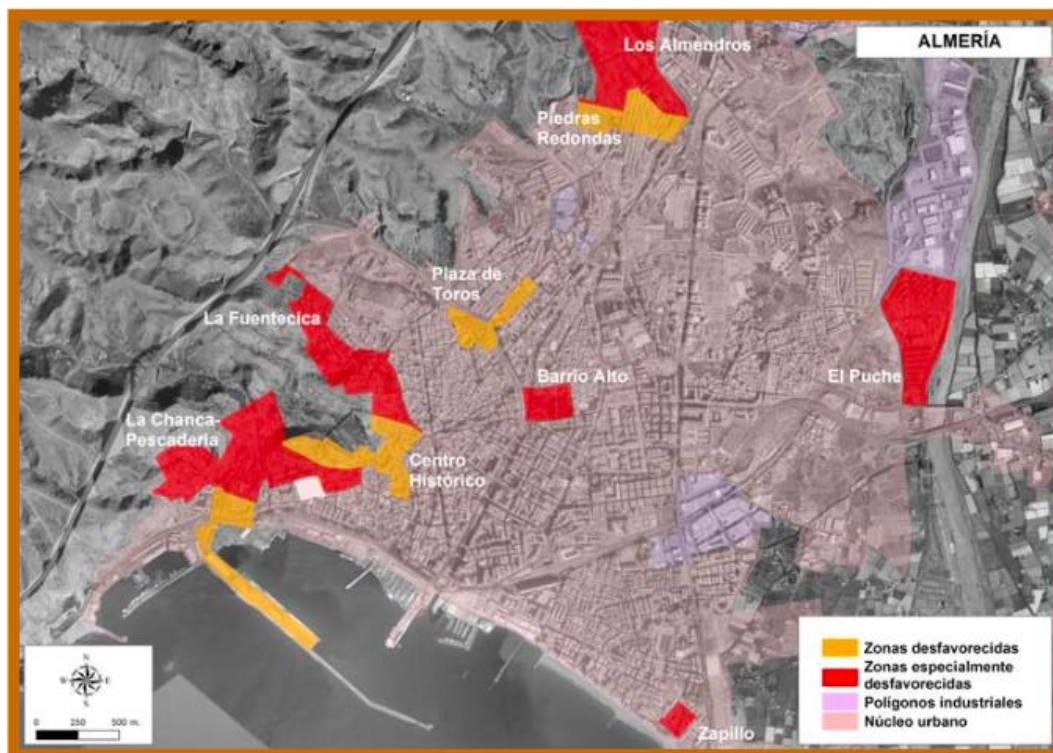 ALMERÍA
Los Almendros
Piedras
Redondas
Plaza de
Toros
La Fuentecica
Barrio Alto
El Puche
La Chanca-
Pescadería
Centro
Histórico
Zapillo
N
W E
S
0 250 500 m.
Zonas desfavorecidas
Zonas especialmente
desfavorecidas
Polígonos industriales
Núcleo urbano